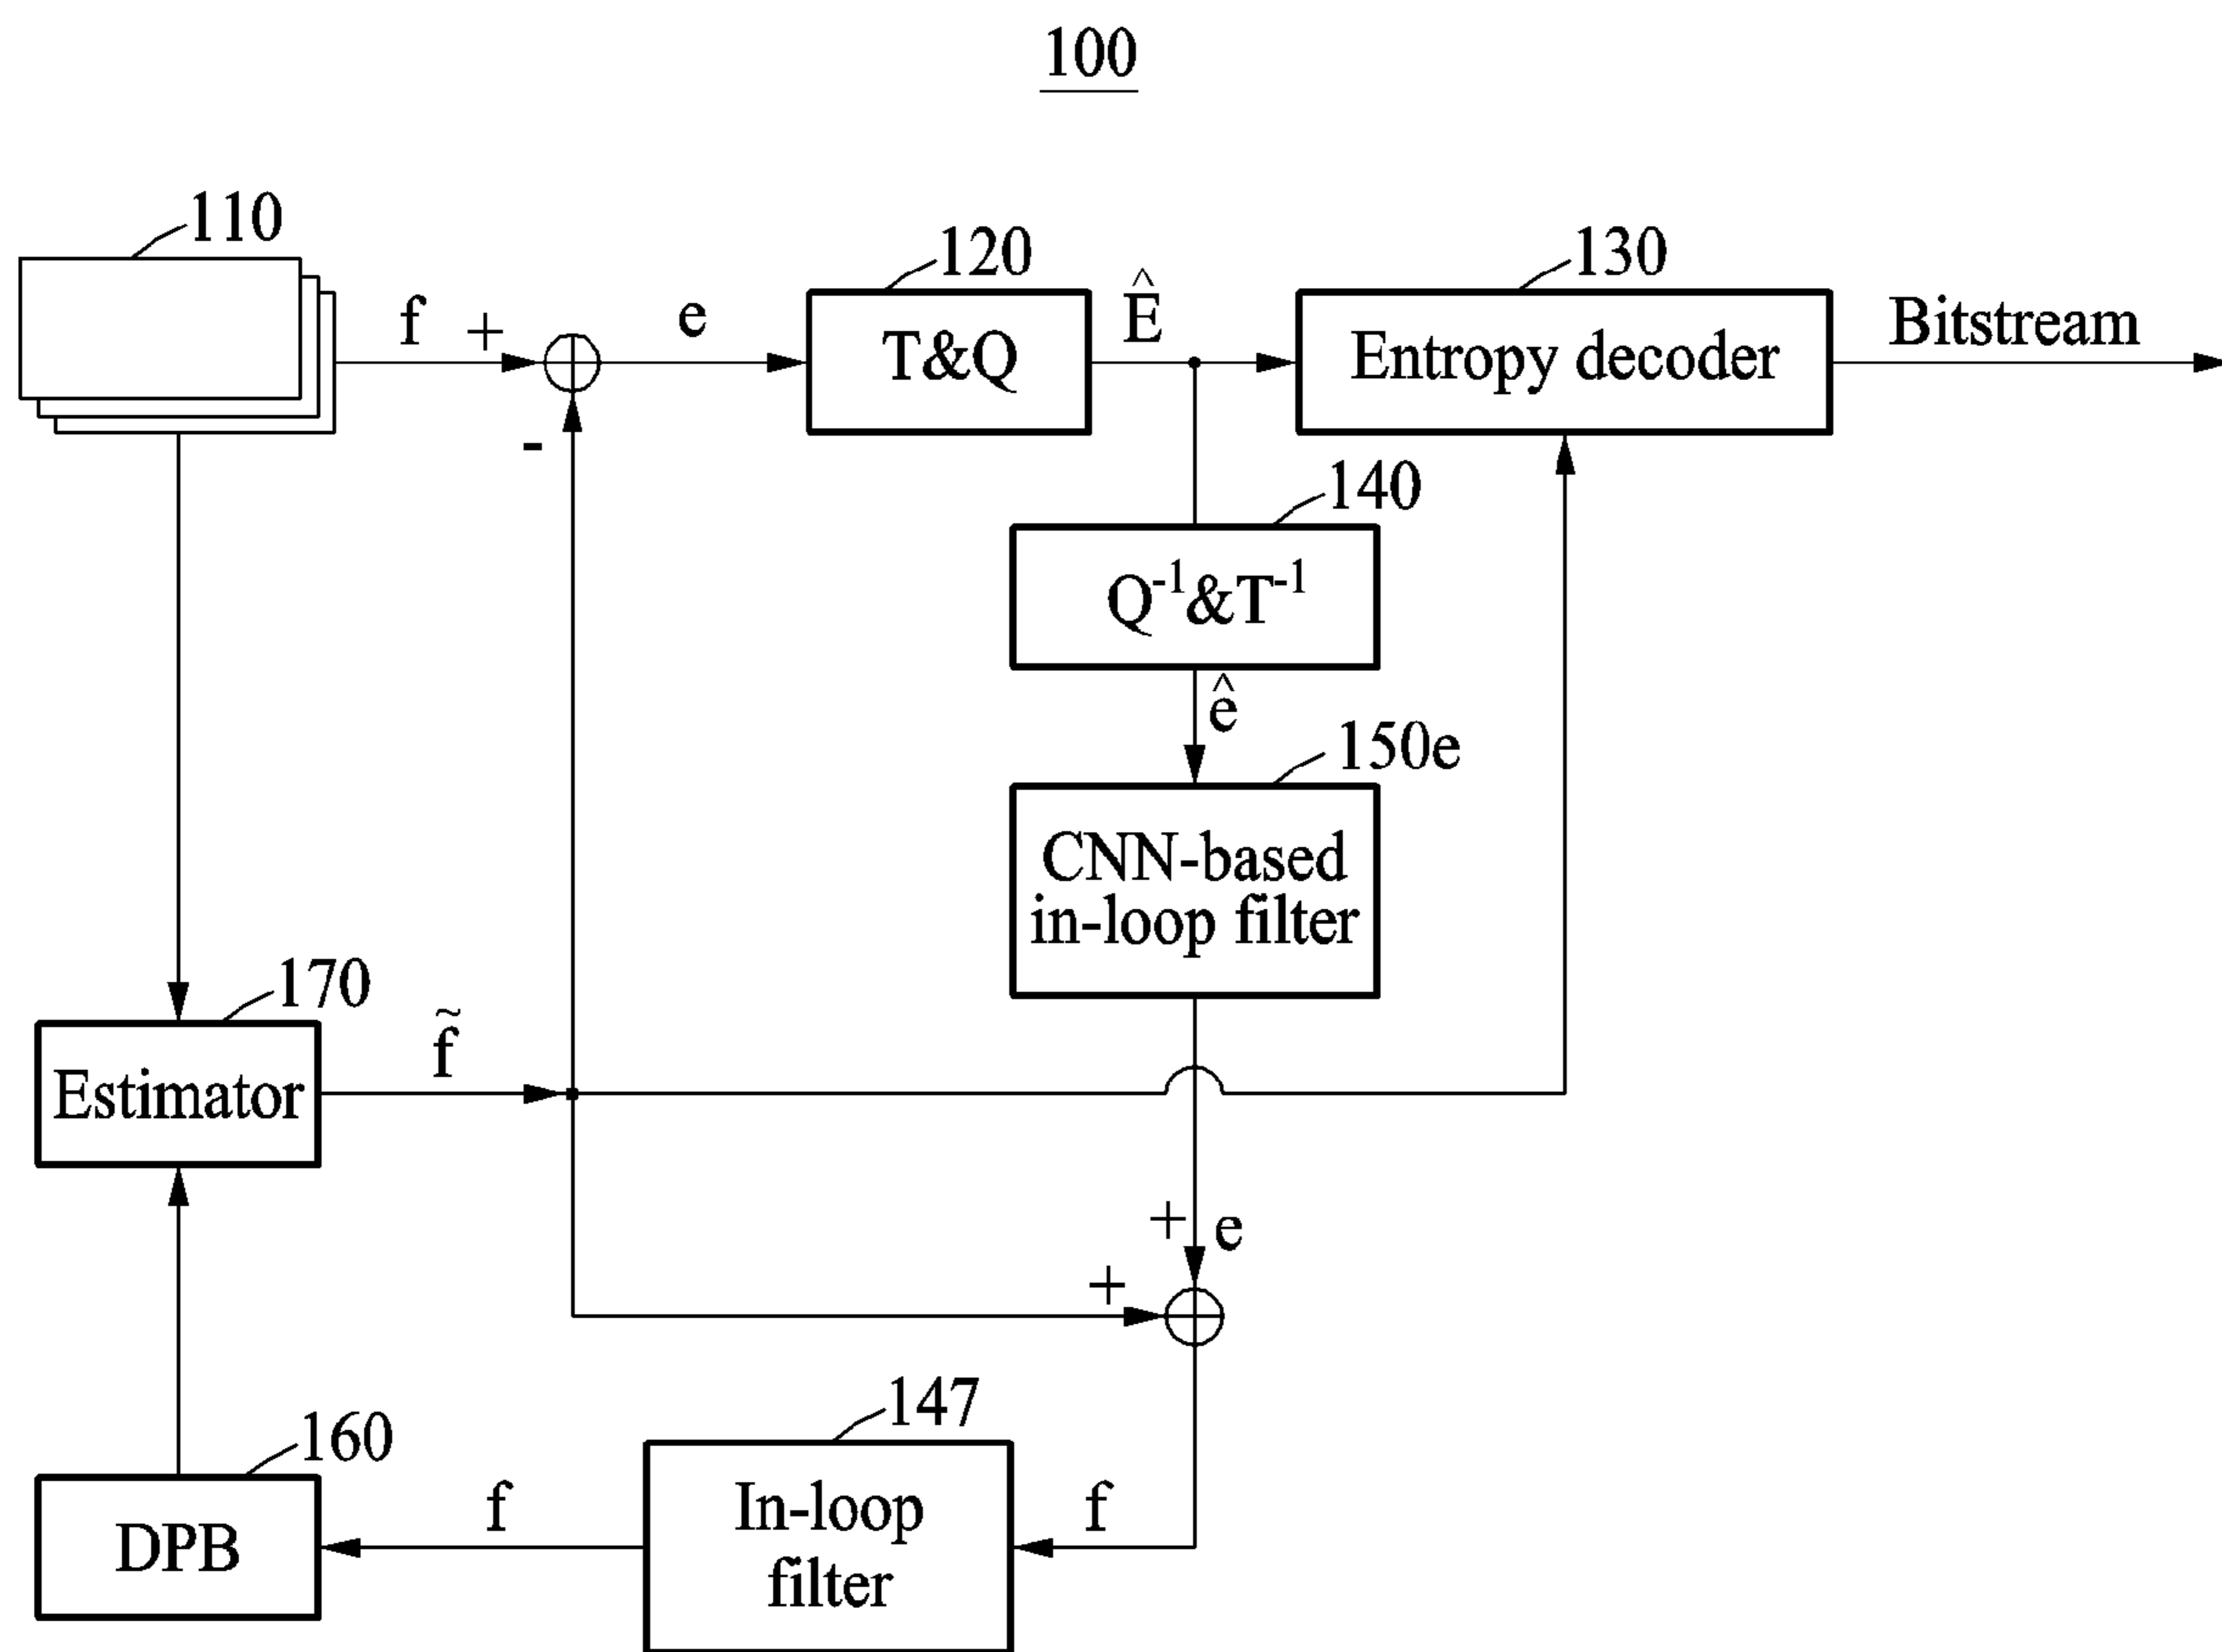 100
110
120
130
f
+
e
T&Q
Ê
Entropy decoder
Bitstream
-
140
Q⁻¹&T⁻¹
ê
150e
CNN-based
in-loop filter
170
Estimator
f̃
+
e
+
147
160
DPB
f
In-loop
filter
f